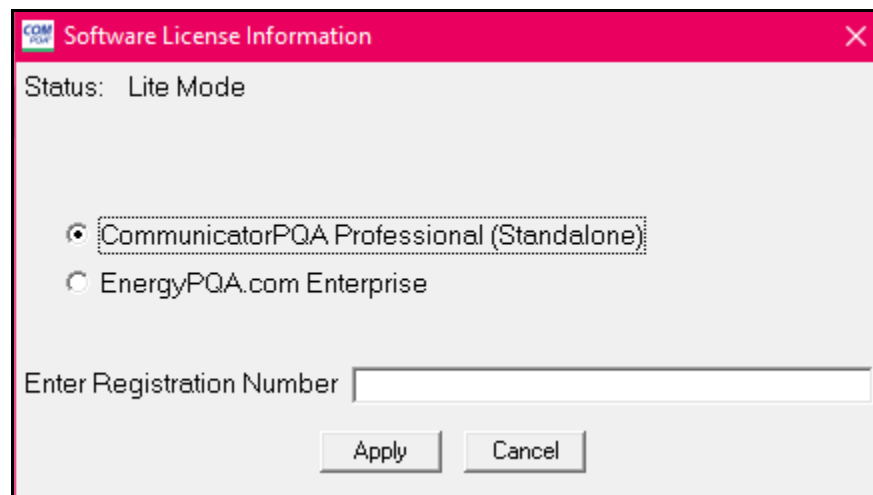 COM
PQA
Software License Information
Status: Lite Mode
CommunicatorPQA Professional (Standalone)
EnergyPQA.com Enterprise
Enter Registration Number
Apply Cancel